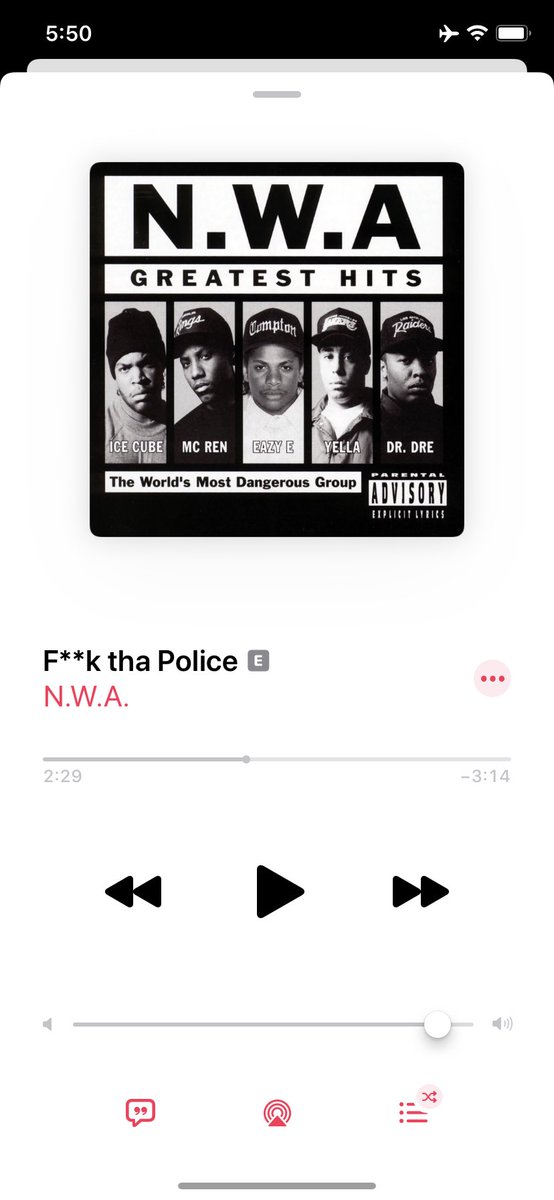 5:50
N.W.A
GREATEST HITS
Kings
Compton
Raiders
ICE CUBE MC REN EAZY E YELLA DR. DRE
The World's Most Dangerous Group
PARENTAL
ADVISORY
EXPLICIT LYRICS
F**k tha Police E
N.W.A.
2:29 −3:14